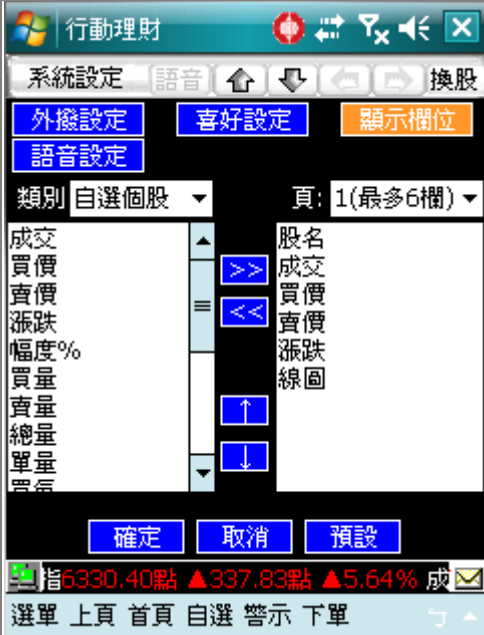 行動理財
系統設定 語音 換股
外撥設定 喜好設定 顯示欄位
語音設定
類別 自選個股 頁: 1(最多6欄)
成交
買價
賣價
漲跌
幅度%
買量
賣量
總量
單量
>>
<<
↑
↓
股名
成交
買價
賣價
漲跌
線圖
確定 取消 預設
指6330.40點 ▲337.83點 ▲5.64% 成
選單 上頁 首頁 自選 警示 下單 ㄅ